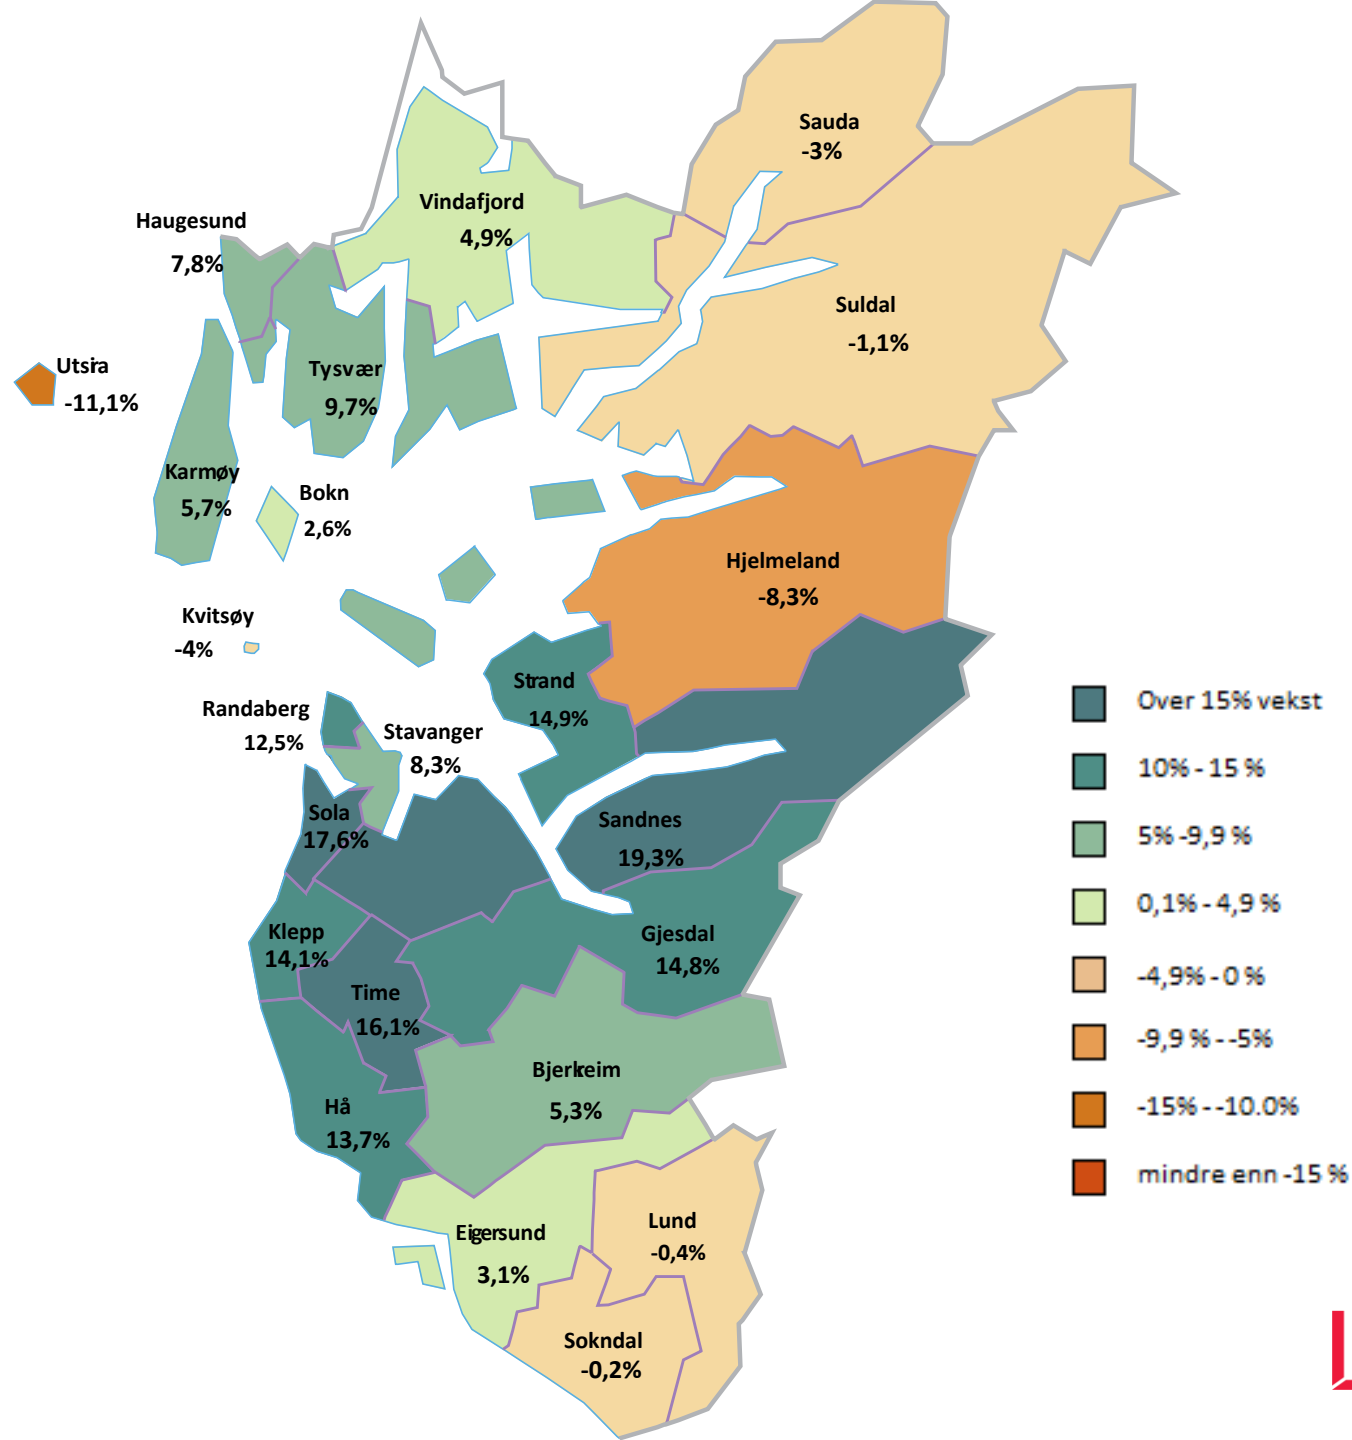 Sauda
-3%
Vindafjord
4,9%
Haugesund
7,8%
Suldal
-1,1%
Utsira
-11,1%
Tysvær
9,7%
Karmøy
5,7%
Bokn
2,6%
Hjelmeland
-8,3%
Kvitsøy
-4%
Strand
14,9%
Randaberg
12,5%
Stavanger
8,3%
Sola
17,6%
Sandnes
19,3%
Klepp
14,1%
Gjesdal
14,8%
Time
16,1%
Bjerkreim
5,3%
Hå
13,7%
Eigersund
3,1%
Lund
-0,4%
Sokndal
-0,2%
Over 15% vekst
10% - 15 %
5% -9,9 %
0,1% - 4,9 %
-4,9% - 0 %
-9,9 % - -5%
-15% - -10.0%
mindre enn -15 %